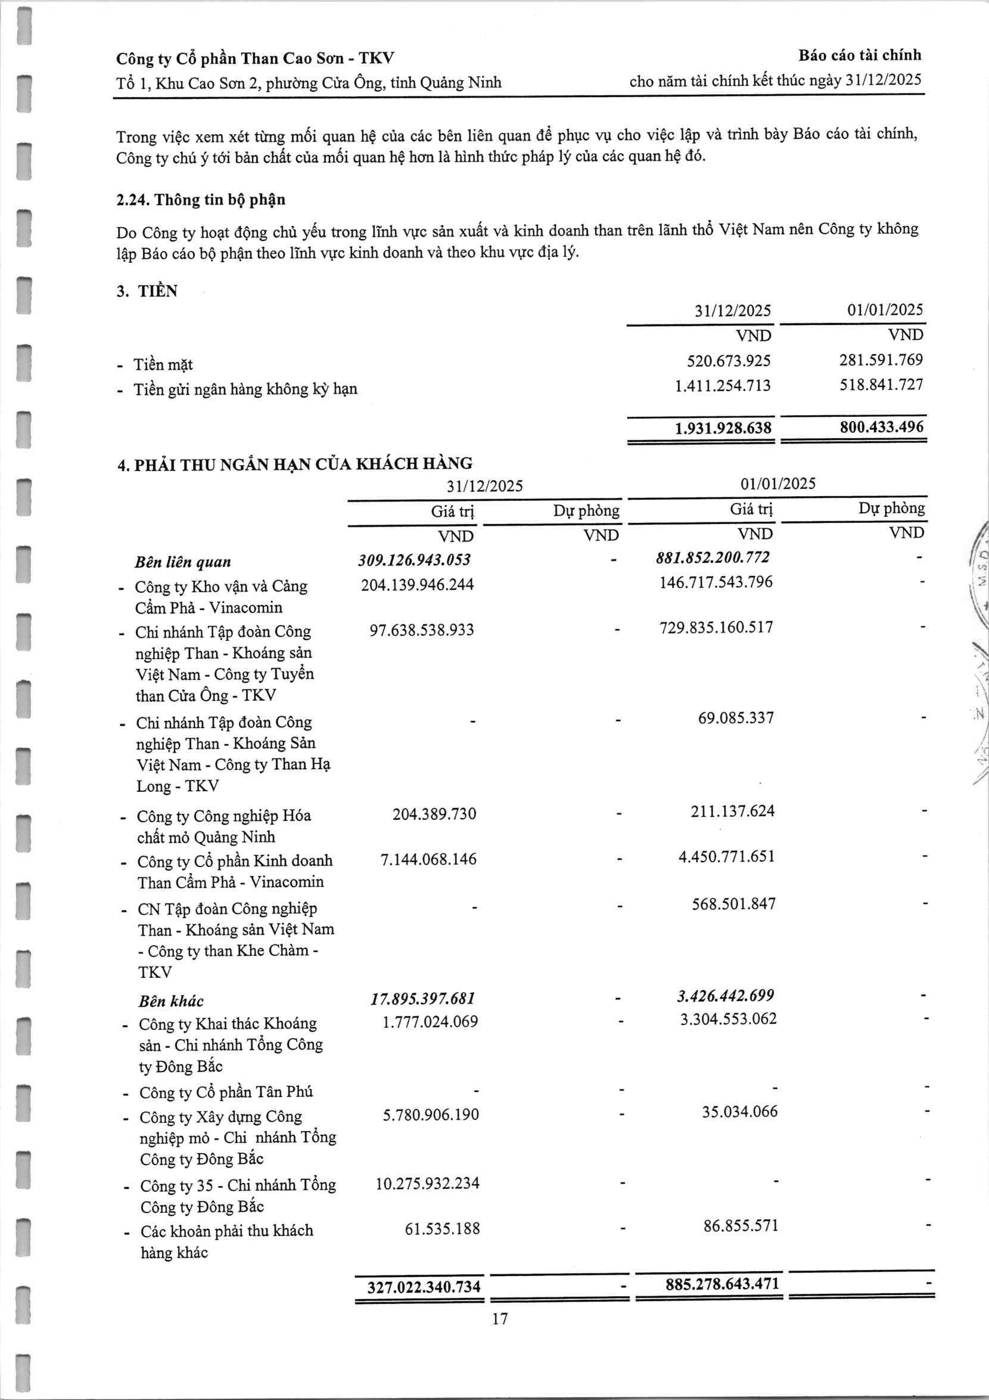 Công ty Cổ phần Than Cao Sơn - TKV
Báo cáo tài chính
Tổ 1, Khu Cao Sơn 2, phường Cửa Ông, tỉnh Quảng Ninh
cho năm tài chính kết thúc ngày 31/12/2025
Trong việc xem xét từng mối quan hệ của các bên liên quan để phục vụ cho việc lập và trình bày Báo cáo tài chính,
Công ty chú ý tới bản chất của mối quan hệ hơn là hình thức pháp lý của các quan hệ đó.
2.24. Thông tin bộ phận
Do Công ty hoạt động chủ yếu trong lĩnh vực sản xuất và kinh doanh than trên lãnh thổ Việt Nam nên Công ty không
lập Báo cáo bộ phận theo lĩnh vực kinh doanh và theo khu vực địa lý.
3. TIỀN
31/12/2025 01/01/2025
VND VND
- Tiền mặt 520.673.925 281.591.769
- Tiền gửi ngân hàng không kỳ hạn 1.411.254.713 518.841.727
1.931.928.638 800.433.496
4. PHẢI THU NGẮN HẠN CỦA KHÁCH HÀNG
31/12/2025 01/01/2025
Giá trị Dự phòng Giá trị Dự phòng
VND VND VND VND
Bên liên quan 309.126.943.053 - 881.852.200.772 -
- Công ty Kho vận và Cảng 204.139.946.244 146.717.543.796 -
Cẩm Phả - Vinacomin
- Chi nhánh Tập đoàn Công 97.638.538.933 - 729.835.160.517 -
nghiệp Than - Khoáng sản
Việt Nam - Công ty Tuyển
than Cửa Ông - TKV
- Chi nhánh Tập đoàn Công - - 69.085.337 -
nghiệp Than - Khoáng Sản
Việt Nam - Công ty Than Hạ
Long - TKV
- Công ty Công nghiệp Hóa 204.389.730 - 211.137.624 -
chất mỏ Quảng Ninh
- Công ty Cổ phần Kinh doanh 7.144.068.146 - 4.450.771.651 -
Than Cẩm Phả - Vinacomin
- CN Tập đoàn Công nghiệp - - 568.501.847 -
Than - Khoáng sản Việt Nam
- Công ty than Khe Chàm -
TKV
Bên khác 17.895.397.681 - 3.426.442.699 -
- Công ty Khai thác Khoáng 1.777.024.069 - 3.304.553.062 -
sản - Chi nhánh Tổng Công
ty Đông Bắc
- Công ty Cổ phần Tân Phú - - - -
- Công ty Xây dựng Công 5.780.906.190 - 35.034.066 -
nghiệp mỏ - Chi nhánh Tổng
Công ty Đông Bắc
- Công ty 35 - Chi nhánh Tổng 10.275.932.234 - - -
Công ty Đông Bắc
- Các khoản phải thu khách 61.535.188 - 86.855.571 -
hàng khác
327.022.340.734 - 885.278.643.471 -
17
M.S.D